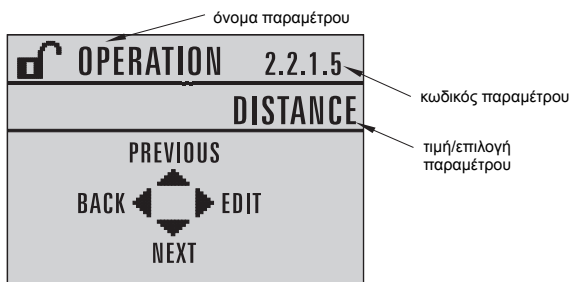 όνομα παραμέτρου
OPERATION 2.2.1.5
κωδικός παραμέτρου
DISTANCE
τιμή/επιλογή
παραμέτρου
PREVIOUS
BACK EDIT
NEXT